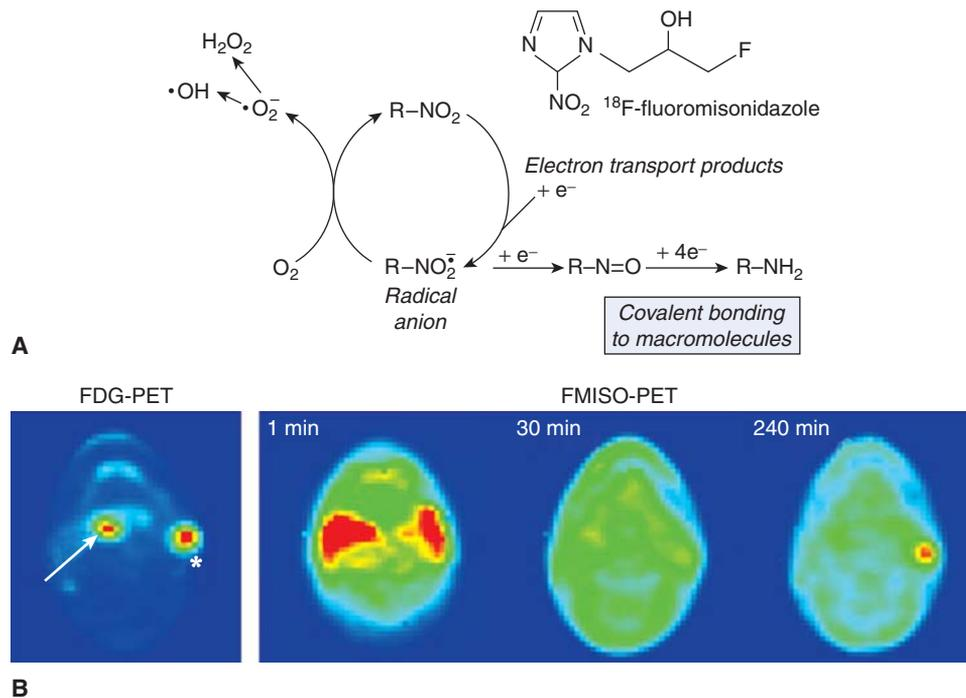 H₂O₂
•OH
•O₂⁻
R–NO₂
N
N
OH
F
NO₂
¹⁸F-fluoromisonidazole
Electron transport products
+ e⁻
O₂
R–NO₂•⁻
Radical
anion
+ e⁻
R–N=O
+ 4e⁻
R–NH₂
Covalent bonding
to macromolecules
A
FDG-PET
FMISO-PET
1 min
30 min
240 min
*
B